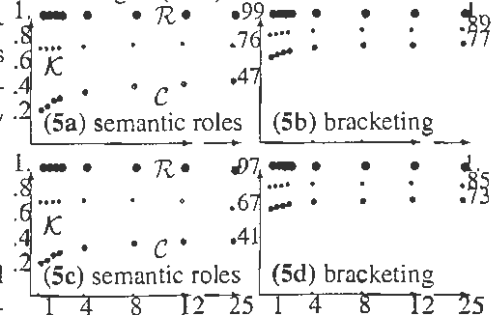 1. R .99 1.
.8 .89
.6 K .76 .77
.4 C .47
.2 (5a) semantic roles (5b) bracketing
1. R .97 1.
.8 .85
K .67 .73
.4 C .41
.2 (5c) semantic roles (5d) bracketing
1 4 8 12 25 1 4 8 12 25